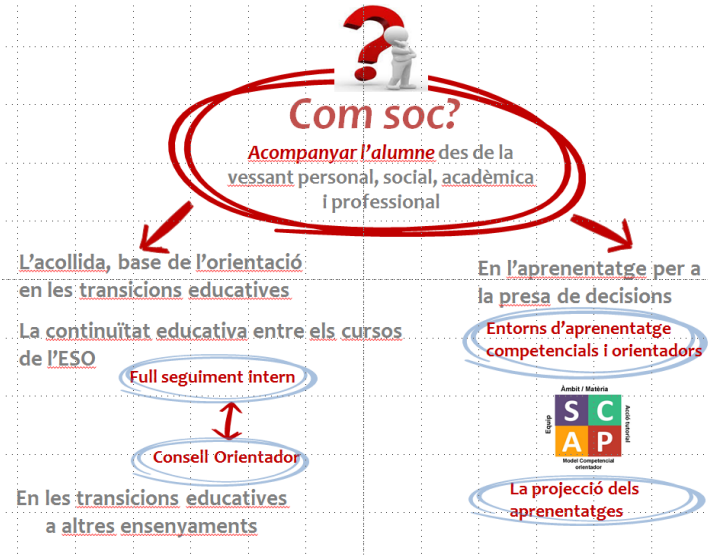 Com soc?
Acompanyar l'alumne des de la
vessant personal, social, acadèmica
i professional
L'acollida, base de l'orientació
en les transicions educatives
La continuïtat educativa entre els cursos
de l'ESO
Full seguiment intern
Consell Orientador
En les transicions educatives
a altres ensenyaments
En l'aprenentatge per a
la presa de decisions
Entorns d'aprenentatge
competencials i orientadors
Àmbit / Matèria
Equip
S C
A P
Acció tutorial
Model Competencial
orientador
La projecció dels
aprenentatges